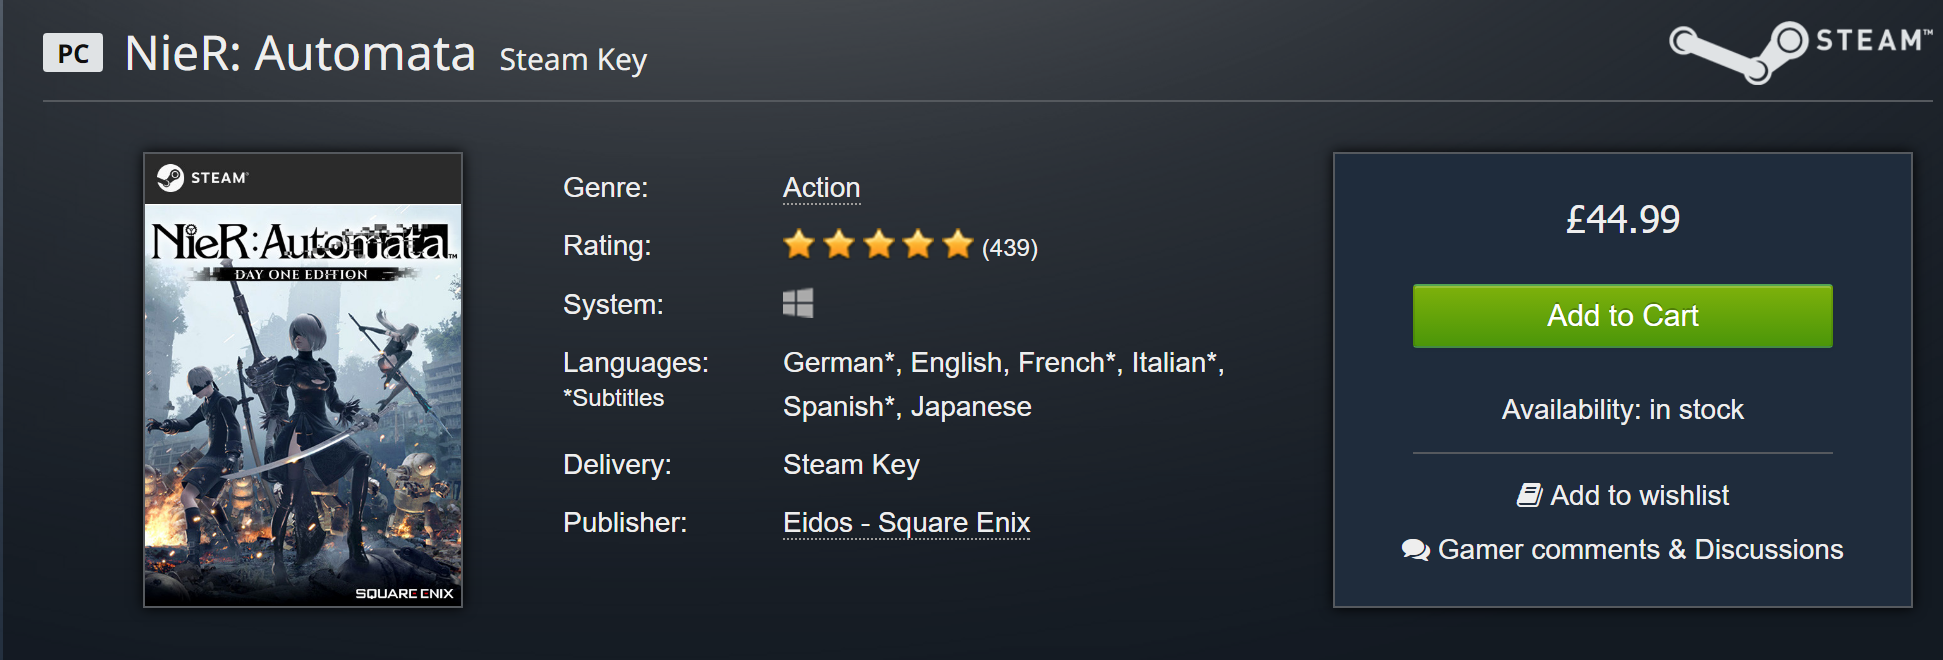 PC NieR: Automata Steam Key
STEAM™
STEAM®
NieR:Automata™
DAY ONE EDITION
SQUARE ENIX
Genre: Action
Rating: (439)
System:
Languages: German*, English, French*, Italian*,
*Subtitles
Spanish*, Japanese
Delivery: Steam Key
Publisher: Eidos - Square Enix
£44.99
Add to Cart
Availability: in stock
Add to wishlist
Gamer comments & Discussions